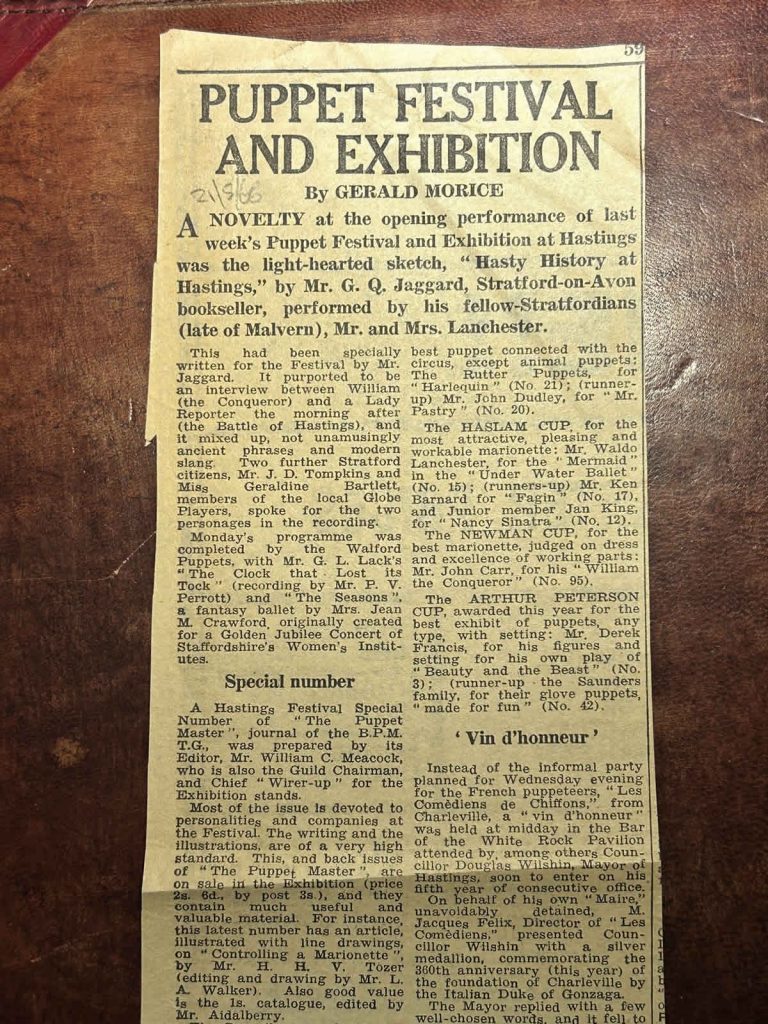 59
PUPPET FESTIVAL
AND EXHIBITION
21/5/66
By GERALD MORICE
A NOVELTY at the opening performance of last
week's Puppet Festival and Exhibition at Hastings
was the light-hearted sketch, "Hasty History at
Hastings," by Mr. G. Q. Jaggard, Stratford-on-Avon
bookseller, performed by his fellow-Stratfordians
(late of Malvern), Mr. and Mrs. Lanchester.
This had been specially
written for the Festival by Mr.
Jaggard. It purported to be
an interview between William
(the Conqueror) and a Lady
Reporter the morning after
(the Battle of Hastings), and
it mixed up, not unamusingly
ancient phrases and modern
slang. Two further Stratford
citizens, Mr. J. D. Tompkins and
Miss Geraldine Bartlett,
members of the local Globe
Players, spoke for the two
personages in the recording.
Monday's programme was
completed by the Walford
Puppets, with Mr. G. L. Lack's
"The Clock that Lost its
Tock" (recording by Mr. P. V.
Perrott) and "The Seasons",
a fantasy ballet by Mrs. Jean
M. Crawford, originally created
for a Golden Jubilee Concert of
Staffordshire's Women's Instit-
utes.
Special number
A Hastings Festival Special
Number of "The Puppet
Master", journal of the B.P.M.
T.G., was prepared by its
Editor, Mr. William C. Meacock,
who is also the Guild Chairman,
and Chief "Wirer-up" for the
Exhibition stands.
Most of the issue is devoted to
personalities and companies at
the Festival. The writing and the
illustrations, are of a very high
standard. This, and back issues
of "The Puppet Master", are
on sale in the Exhibition (price
2s. 6d., by post 3s.), and they
contain much useful and
valuable material. For instance,
this latest number has an article,
illustrated with line drawings,
on "Controlling a Marionette",
by Mr. H. H. V. Tozer
(editing and drawing by Mr. L.
A. Walker). Also good value
is the 1s. catalogue, edited by
Mr. Aidalberry.
best puppet connected with the
circus, except animal puppets:
The Rutter Puppets, for
"Harlequin" (No. 21); (runner-
up) Mr. John Dudley, for "Mr.
Pastry" (No. 20).
The HASLAM CUP, for the
most attractive, pleasing and
workable marionette: Mr. Waldo
Lanchester, for the "Mermaid"
in the "Under Water Ballet"
(No. 15); (runners-up) Mr. Ken
Barnard for "Fagin" (No. 17),
and Junior member Jan King,
for "Nancy Sinatra" (No. 12).
The NEWMAN CUP, for the
best marionette, judged on dress
and excellence of working parts:
Mr. John Carr, for his "William
the Conqueror" (No. 95).
The ARTHUR PETERSON
CUP, awarded this year for the
best exhibit of puppets, any
type, with setting: Mr. Derek
Francis, for his figures and
setting for his own play of
"Beauty and the Beast" (No.
3); (runner-up the Saunders
family, for their glove puppets,
"made for fun" (No. 42).
'Vin d'honneur'
Instead of the informal party
planned for Wednesday evening
for the French puppeteers, "Les
Comèdiens de Chiffons," from
Charleville, a "vin d'honneur"
was held at midday in the Bar
of the White Rock Pavilion
attended by, among others Coun-
cillor Douglas Wilshin, Mayor of
Hastings, soon to enter on his
fifth year of consecutive office.
On behalf of his own "Maire,"
unavoidably detained, M.
Jacques Felix, Director of "Les
Comèdiens," presented Coun-
cillor Wilshin with a silver
medallion, commemorating the
360th anniversary (this year) of
the foundation of Charleville by
the Italian Duke of Gonzaga.
The Mayor replied with a few
well-chosen words, and it fell to